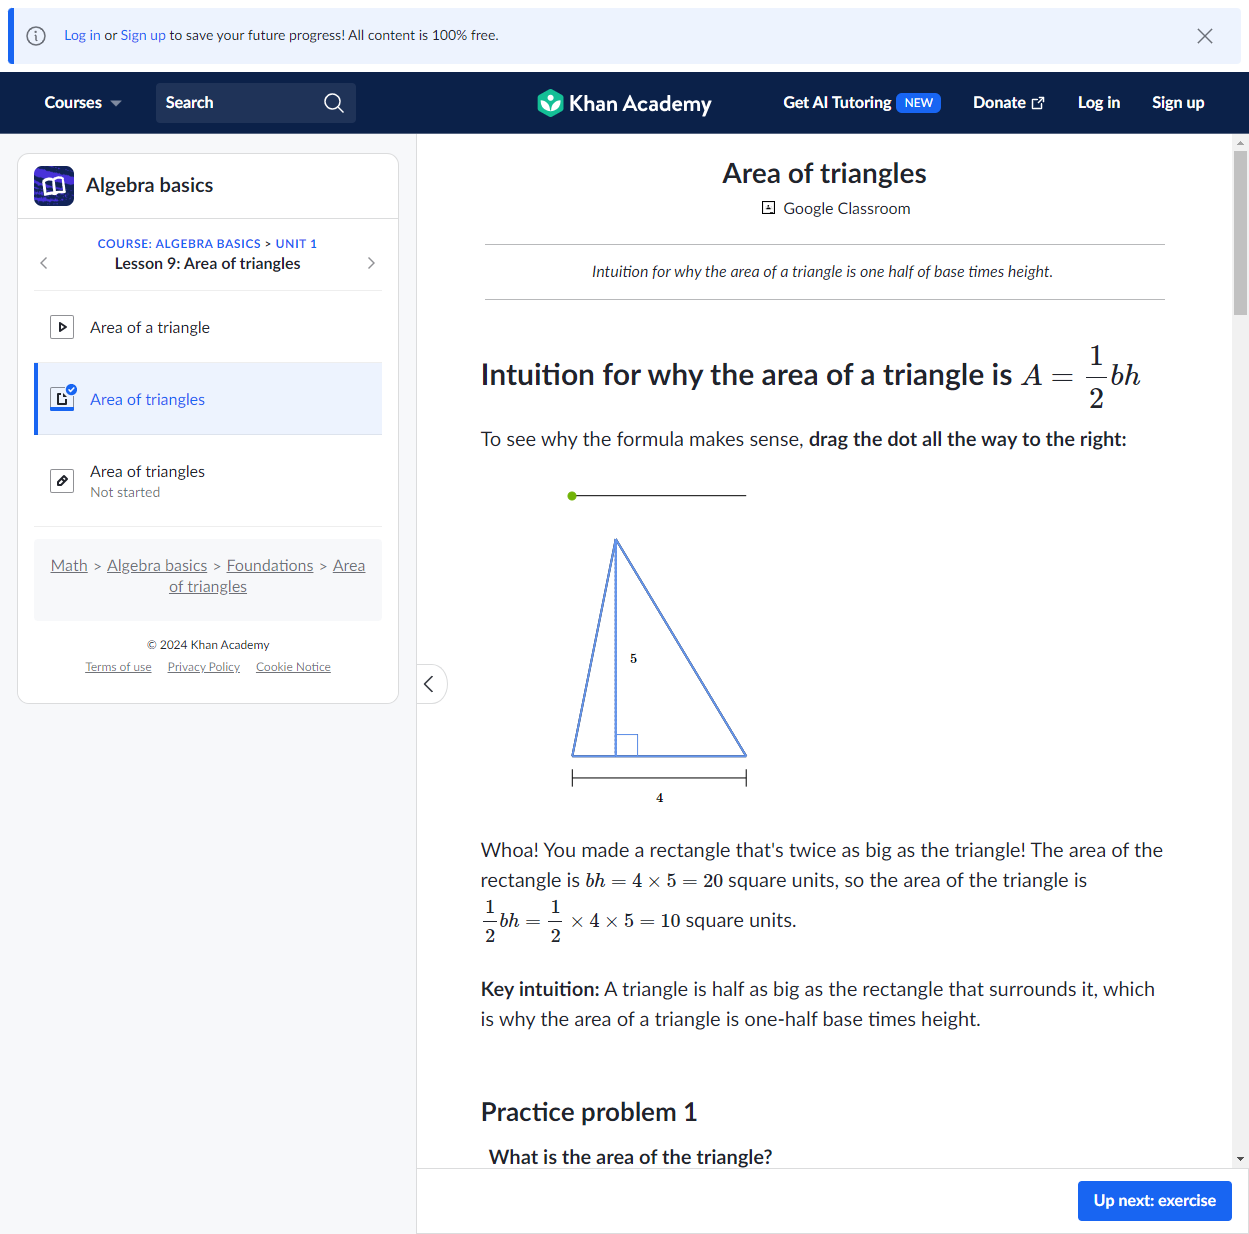 Log in or Sign up to save your future progress! All content is 100% free.
Courses
Search
Khan Academy
Get AI Tutoring NEW
Donate
Log in
Sign up
Algebra basics
COURSE: ALGEBRA BASICS > UNIT 1
Lesson 9: Area of triangles
Area of a triangle
Area of triangles
Area of triangles
Not started
Math > Algebra basics > Foundations > Area
of triangles
© 2024 Khan Academy
Terms of use Privacy Policy Cookie Notice
Area of triangles
Google Classroom
Intuition for why the area of a triangle is one half of base times height.
Intuition for why the area of a triangle is A = 1/2 bh
To see why the formula makes sense, drag the dot all the way to the right:
5
4
Whoa! You made a rectangle that's twice as big as the triangle! The area of the
rectangle is bh = 4 × 5 = 20 square units, so the area of the triangle is
1/2 bh = 1/2 × 4 × 5 = 10 square units.
Key intuition: A triangle is half as big as the rectangle that surrounds it, which
is why the area of a triangle is one-half base times height.
Practice problem 1
What is the area of the triangle?
Up next: exercise